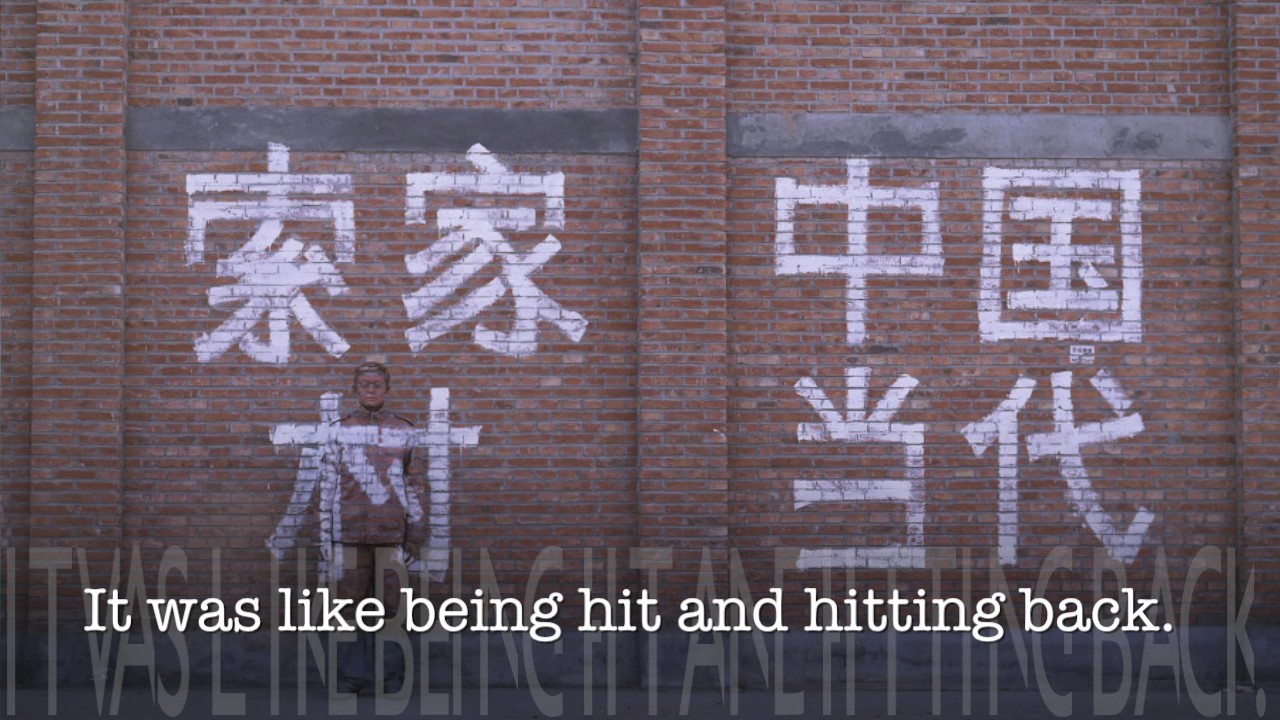 索家
村
中国
当代
It was like being hit and hitting back.